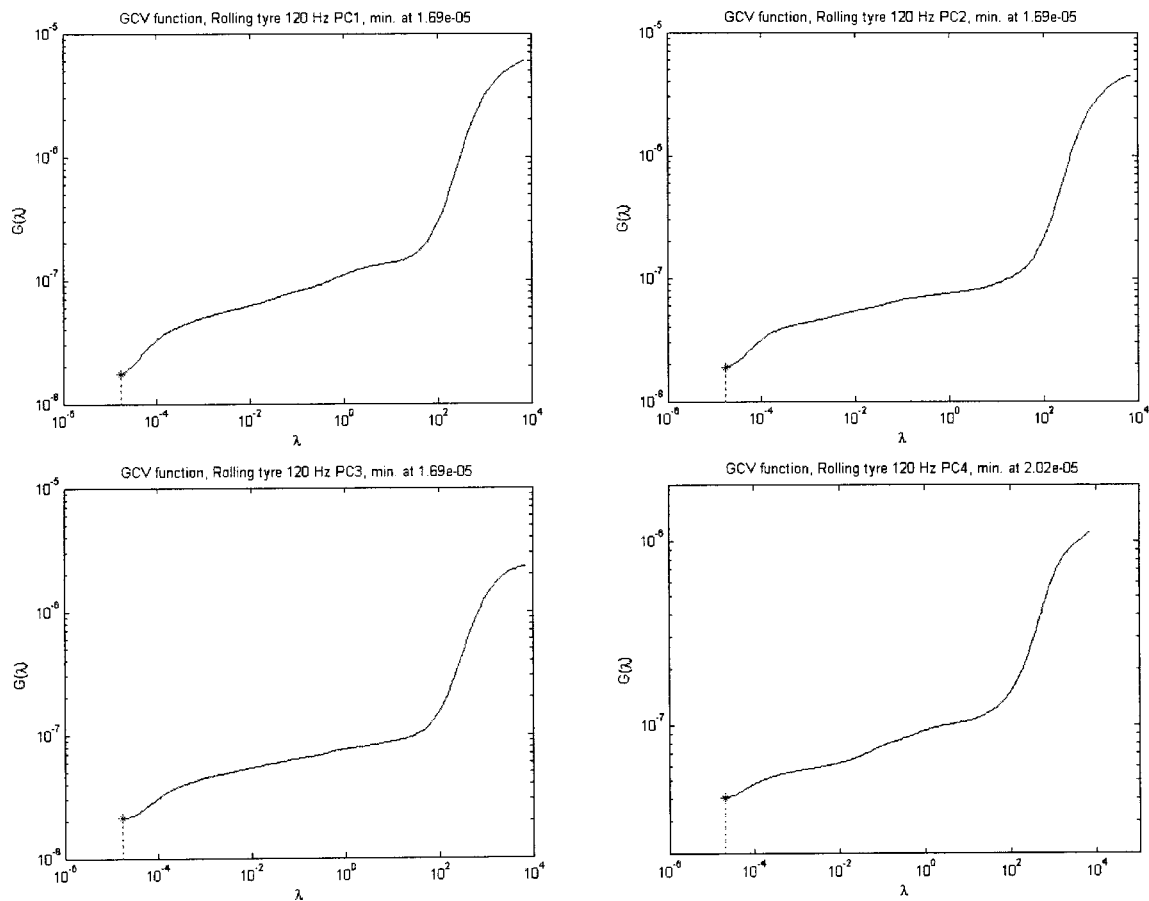 GCV function, Rolling tyre 120 Hz PC1, min. at 1.69e-05
10^-5
10^-6
G(λ)
10^-7
10^-8
10^-6 10^-4 10^-2 10^0 10^2 10^4
λ
GCV function, Rolling tyre 120 Hz PC2, min. at 1.69e-05
10^-5
10^-6
G(λ)
10^-7
10^-8
10^-6 10^-4 10^-2 10^0 10^2 10^4
λ
GCV function, Rolling tyre 120 Hz PC3, min. at 1.69e-05
10^-5
10^-6
G(λ)
10^-7
10^-8
10^-6 10^-4 10^-2 10^0 10^2 10^4
λ
GCV function, Rolling tyre 120 Hz PC4, min. at 2.02e-05
10^-6
G(λ)
10^-7
10^-6 10^-4 10^-2 10^0 10^2 10^4
λ